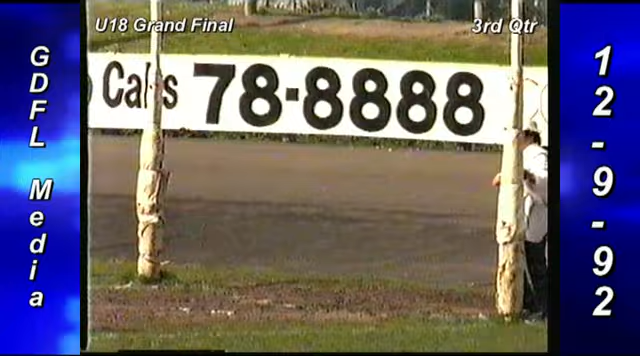 U18 Grand Final
3rd Qtr
GDFL Media
Cabs 78-8888
12-9-92